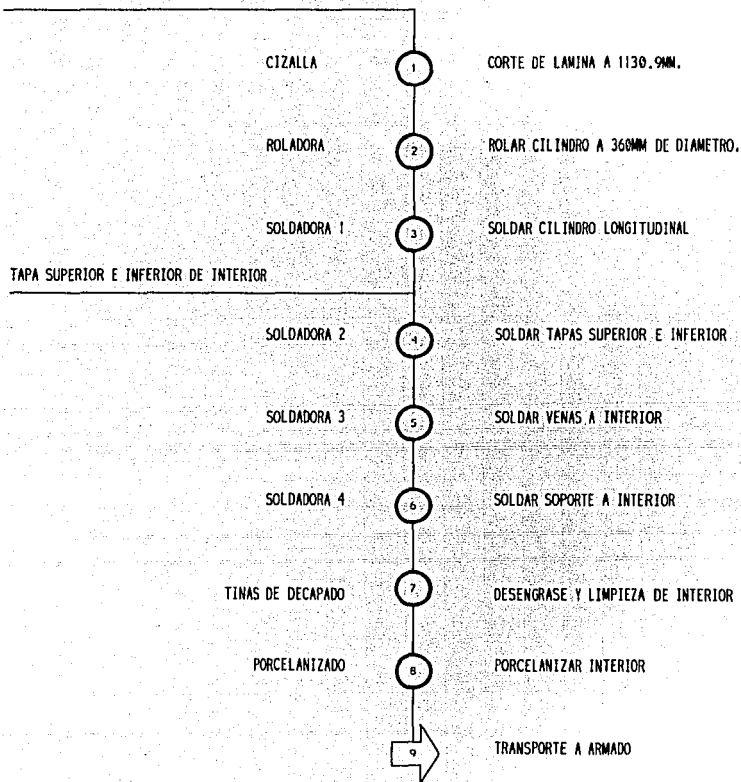 CIZALLA 1 CORTE DE LAMINA A 1130.9MM.
ROLADORA 2 ROLAR CILINDRO A 360MM DE DIAMETRO.
SOLDADORA 1 3 SOLDAR CILINDRO LONGITUDINAL
TAPA SUPERIOR E INFERIOR DE INTERIOR
SOLDADORA 2 4 SOLDAR TAPAS SUPERIOR E INFERIOR
SOLDADORA 3 5 SOLDAR VENAS A INTERIOR
SOLDADORA 4 6 SOLDAR SOPORTE A INTERIOR
TINAS DE DECAPADO 7 DESENGRASE Y LIMPIEZA DE INTERIOR
PORCELANIZADO 8 PORCELANIZAR INTERIOR
9 TRANSPORTE A ARMADO